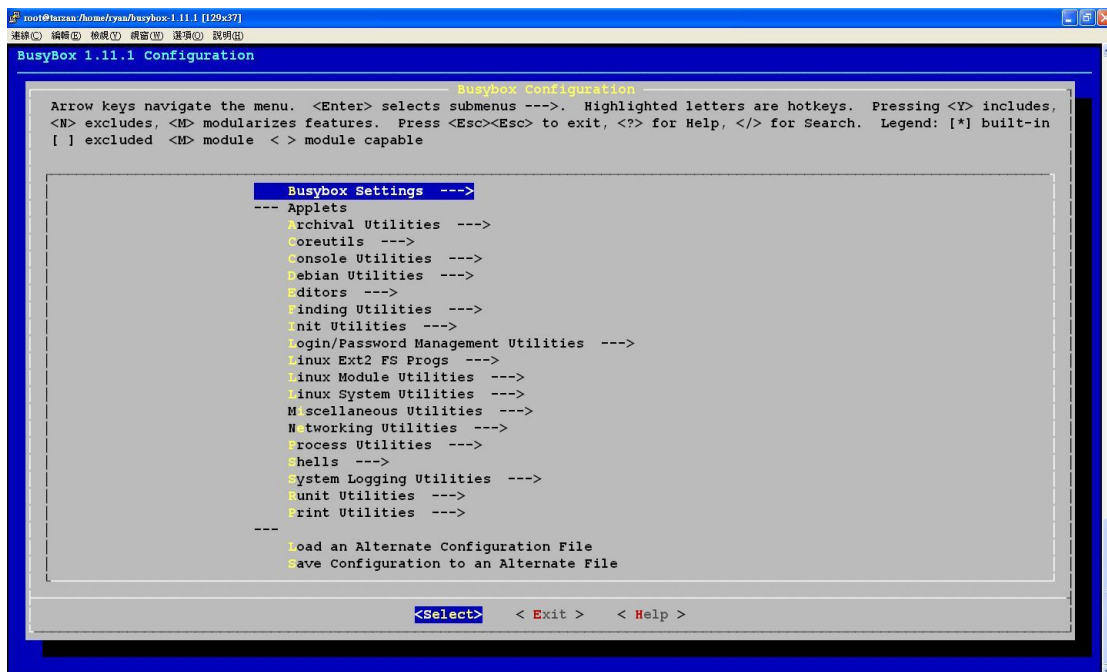 root@tarzan:/home/ryan/busybox-1.11.1 [129x37]
連線(C) 編輯(E) 檢視(V) 視窗(W) 選項(O) 說明(H)
BusyBox 1.11.1 Configuration
Busybox Configuration
Arrow keys navigate the menu. <Enter> selects submenus --->. Highlighted letters are hotkeys. Pressing <Y> includes,
<N> excludes, <M> modularizes features. Press <Esc><Esc> to exit, <?> for Help, </> for Search. Legend: [*] built-in
[ ] excluded <M> module < > module capable
Busybox Settings --->
--- Applets
Archival Utilities --->
Coreutils --->
Console Utilities --->
Debian Utilities --->
Editors --->
Finding Utilities --->
Init Utilities --->
Login/Password Management Utilities --->
Linux Ext2 FS Progs --->
Linux Module Utilities --->
Linux System Utilities --->
Miscellaneous Utilities --->
Networking Utilities --->
Process Utilities --->
Shells --->
System Logging Utilities --->
Runit Utilities --->
Print Utilities --->
---
Load an Alternate Configuration File
Save Configuration to an Alternate File
<Select> < Exit > < Help >